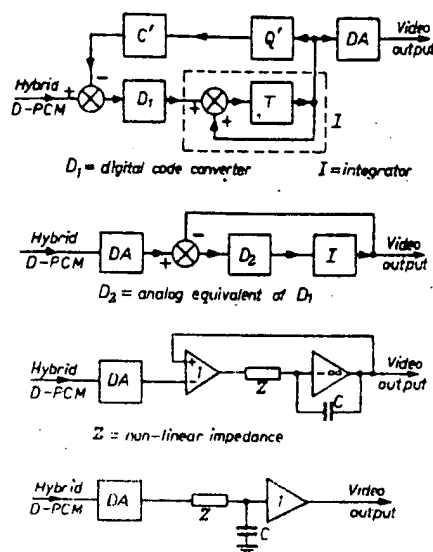 C'
Q'
DA
Video
output
Hybrid
D-PCM
+
−
D₁
+
+
T
I
D₁ = digital code converter
I = integrator
Hybrid
D-PCM
DA
+
−
D₂
I
Video
output
D₂ = analog equivalent of D₁
Hybrid
D-PCM
DA
+
−
1
Z
−∞
C
Video
output
Z = non-linear impedance
Hybrid
D-PCM
DA
Z
C
1
Video
output